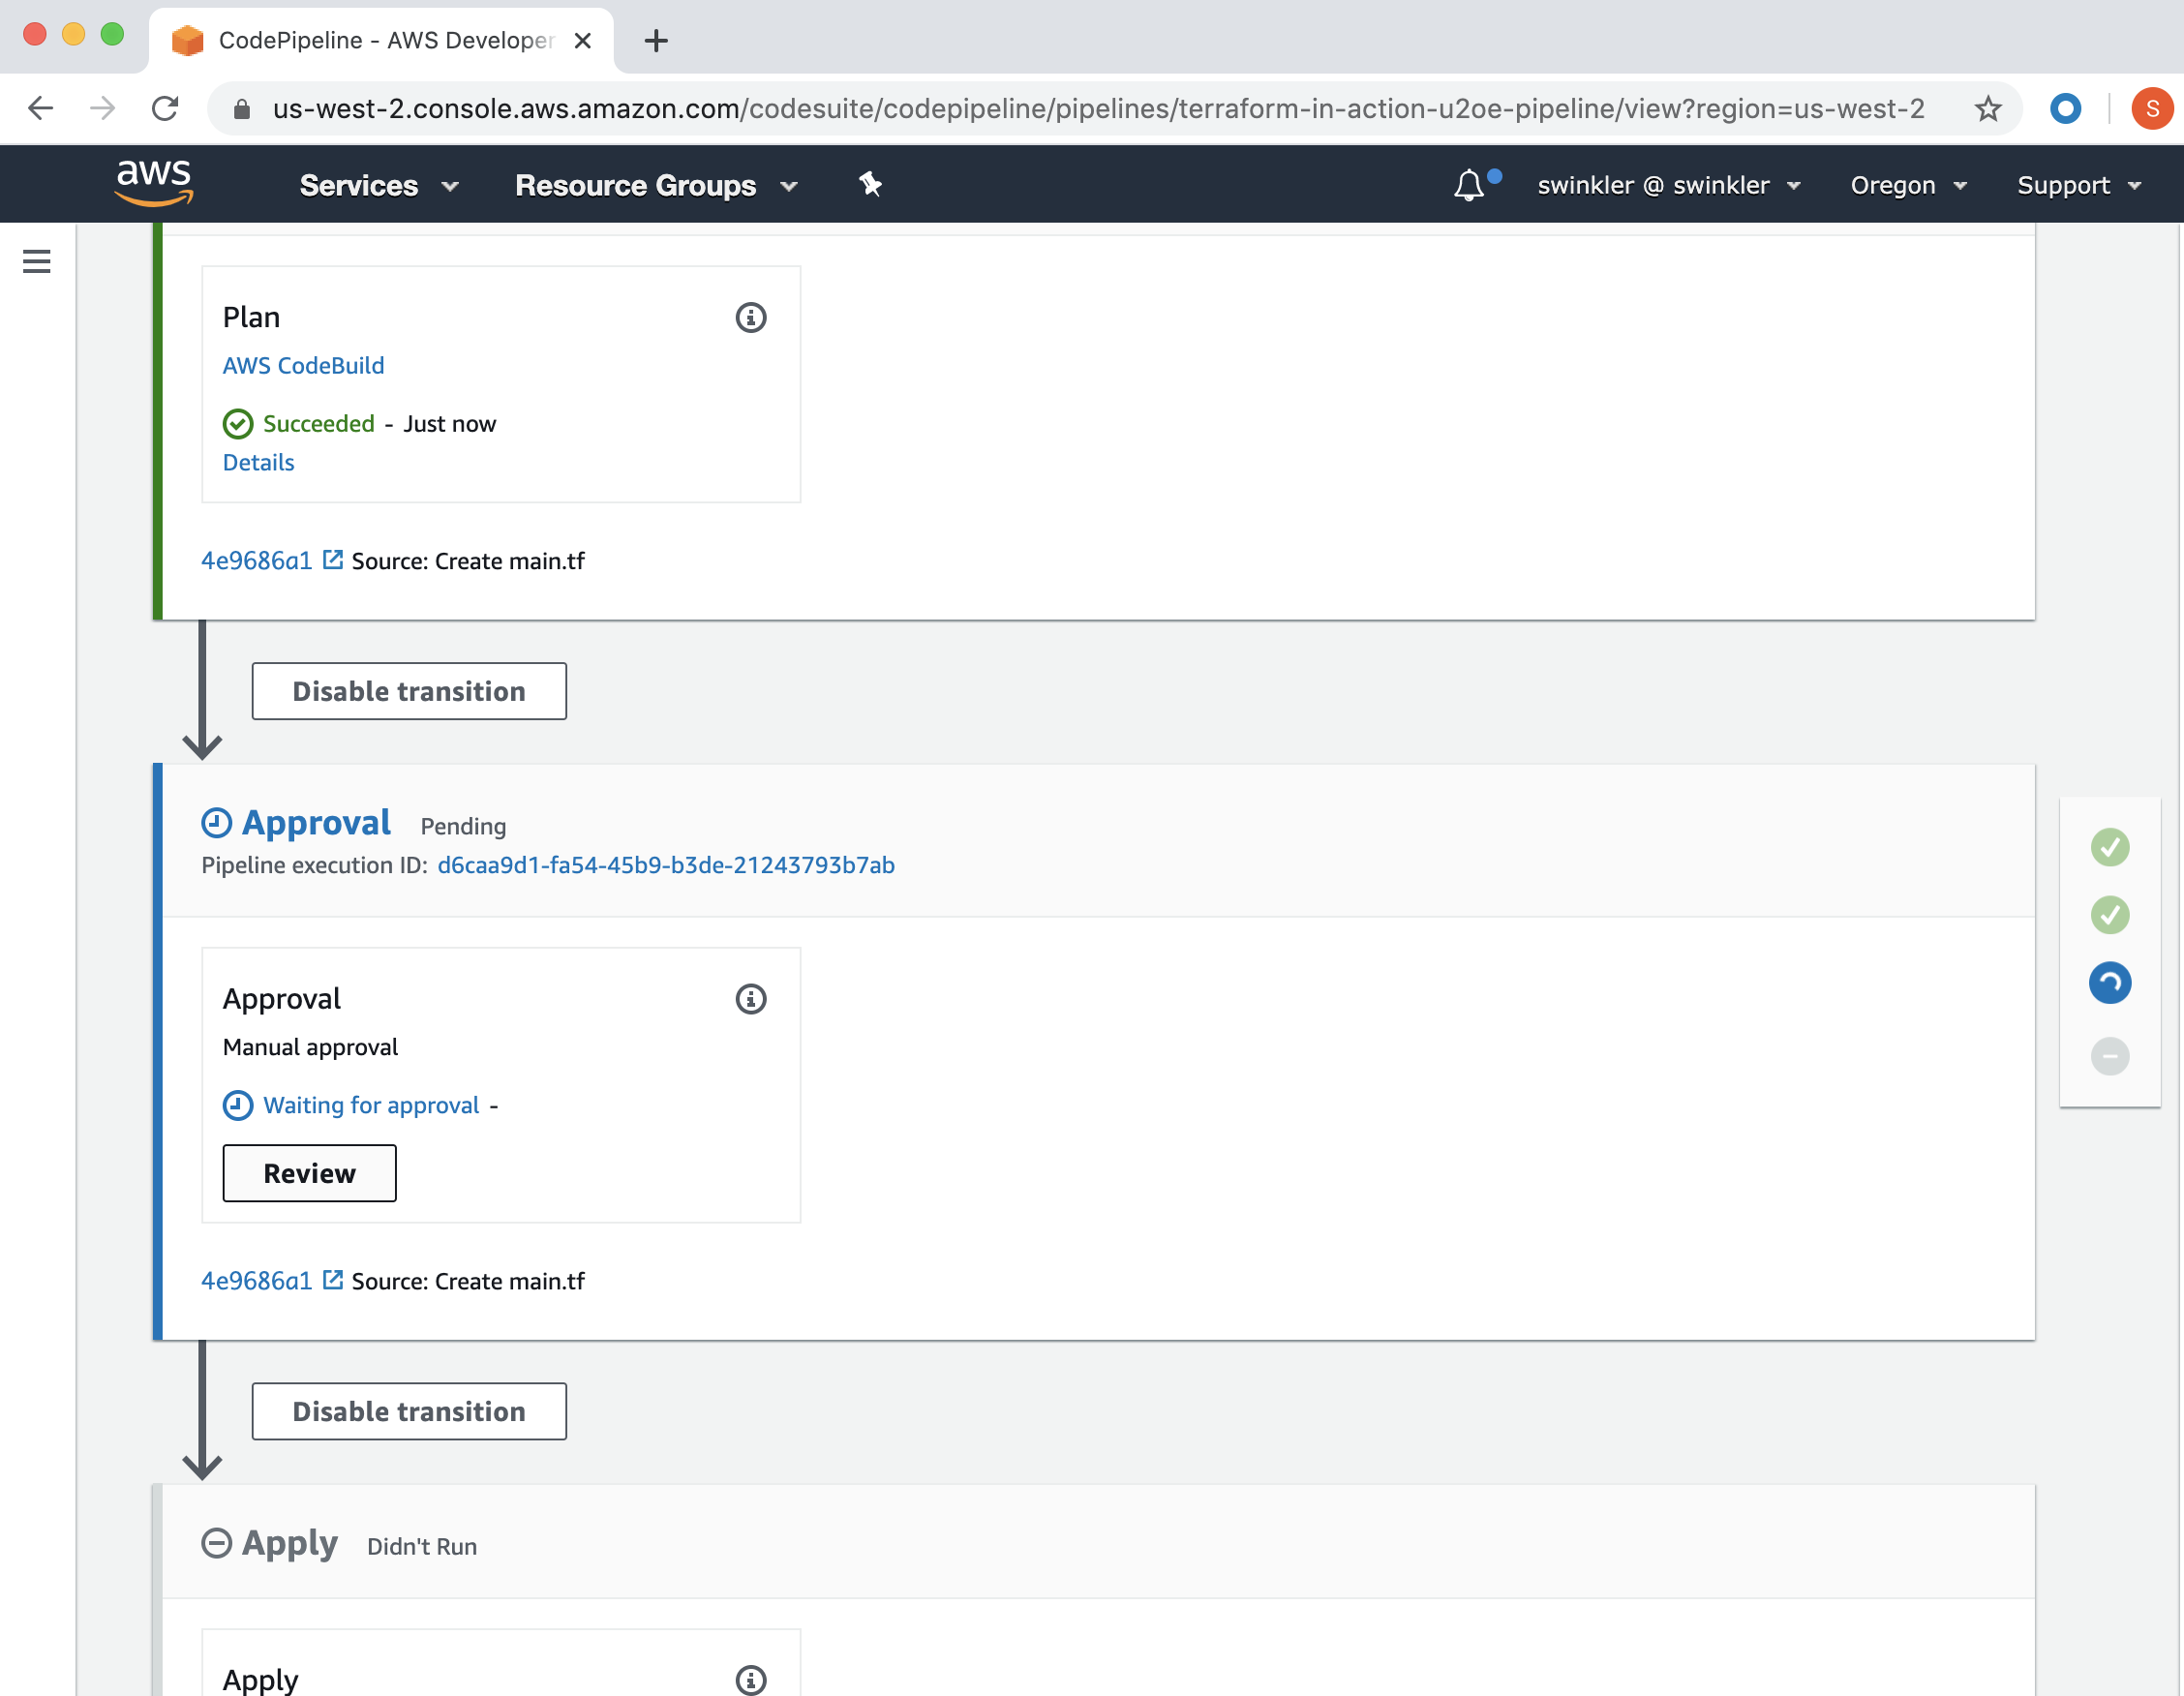 CodePipeline - AWS Developer
us-west-2.console.aws.amazon.com/codesuite/codepipeline/pipelines/terraform-in-action-u2oe-pipeline/view?region=us-west-2
S
aws Services Resource Groups swinkler @ swinkler Oregon Support
Plan
AWS CodeBuild
Succeeded - Just now
Details
4e9686a1 Source: Create main.tf
Disable transition
Approval Pending
Pipeline execution ID: d6caa9d1-fa54-45b9-b3de-21243793b7ab
Approval
Manual approval
Waiting for approval -
Review
4e9686a1 Source: Create main.tf
Disable transition
Apply Didn't Run
Apply